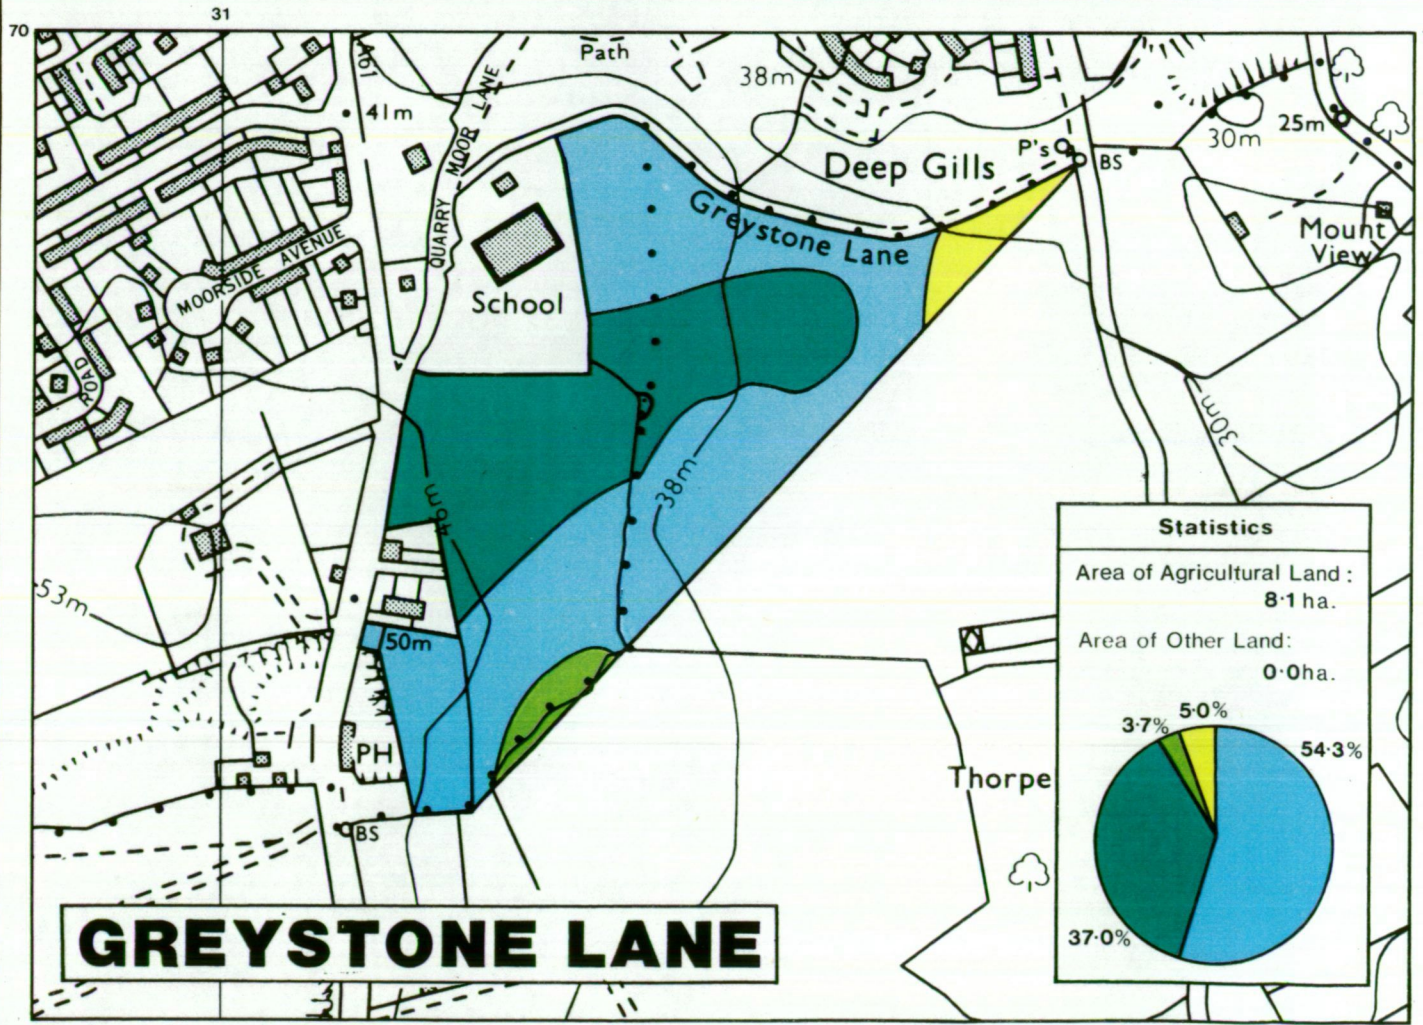 31
70
A61
41m
QUARRY MOOR LANE
Path
38m
Deep Gills
P's
BS
30m
25m
Mount
View
Greystone Lane
MOORSIDE AVENUE
School
ROAD
46m
38m
30m
53m
50m
PH
BS
Thorpe
Statistics
Area of Agricultural Land :
8·1 ha.
Area of Other Land:
0·0ha.
3·7%
5·0%
54·3%
37·0%
GREYSTONE LANE